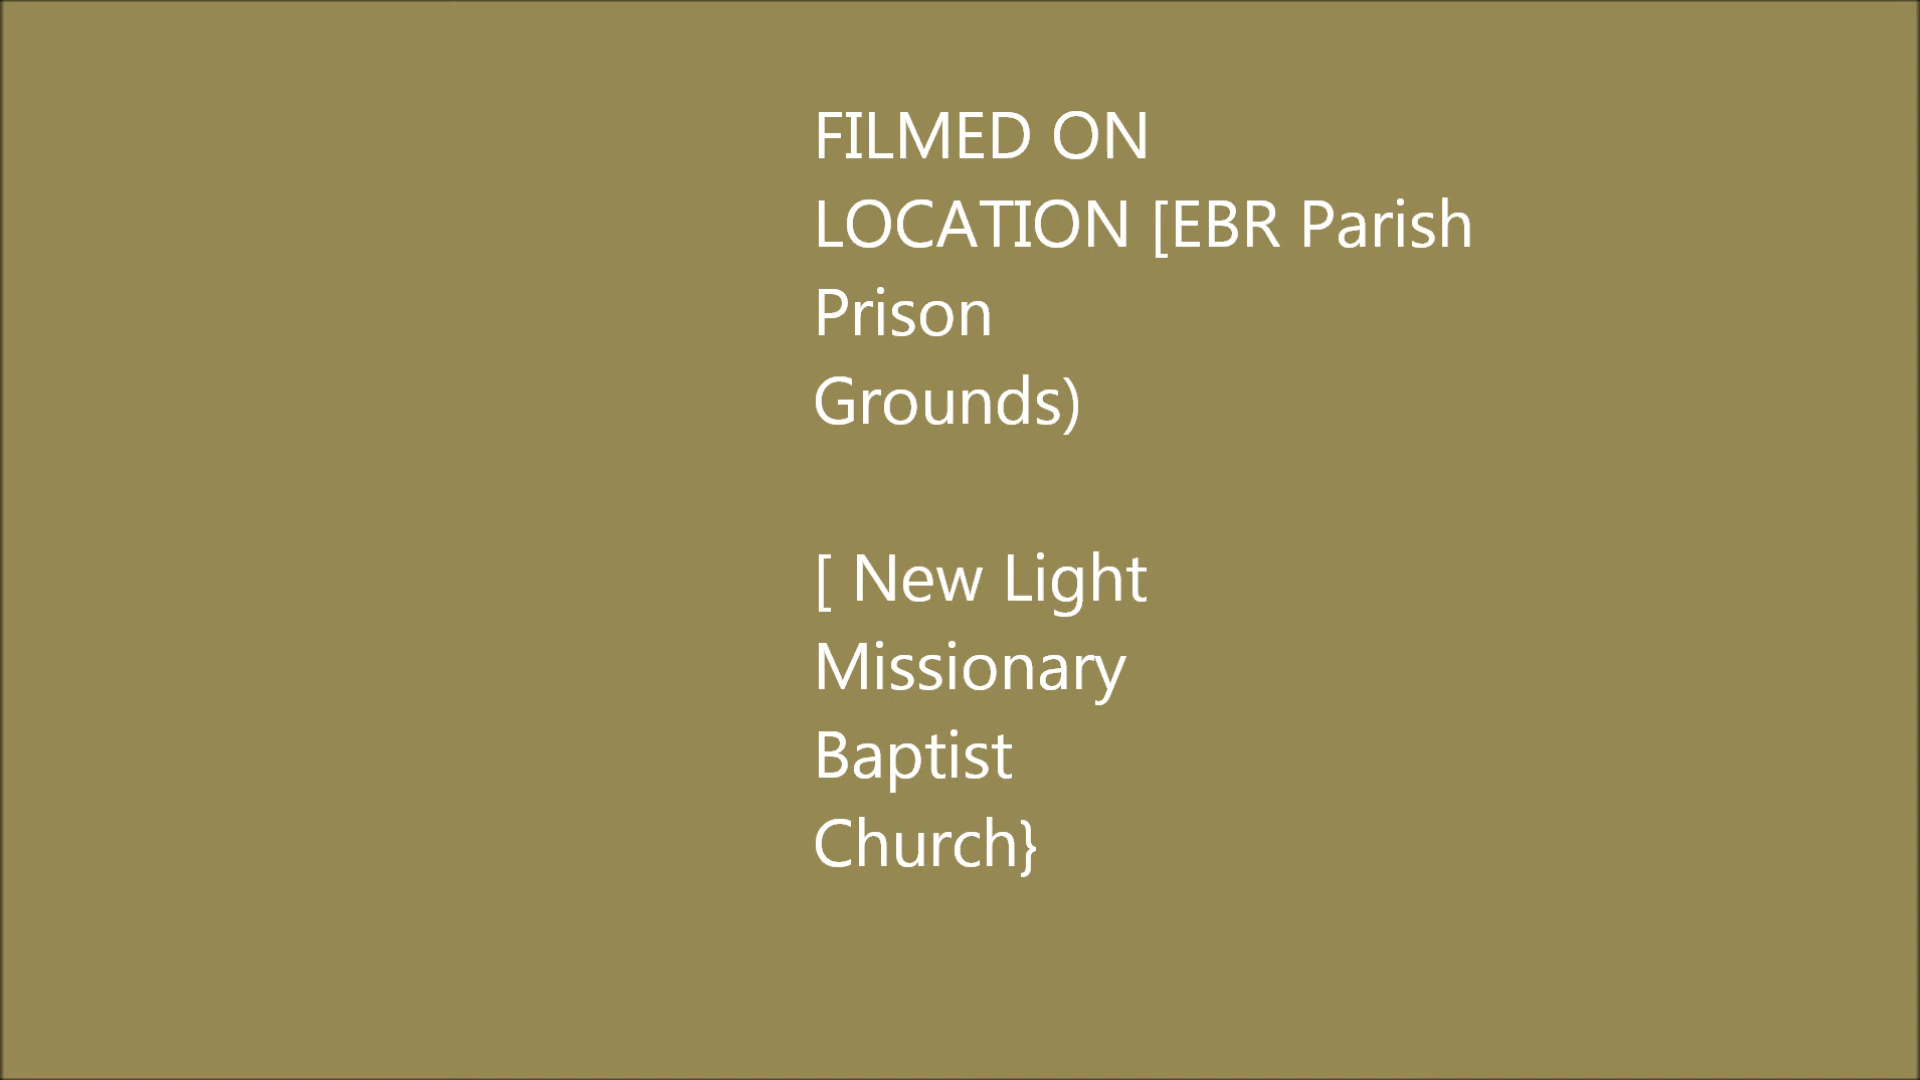 FILMED ON
LOCATION [EBR Parish
Prison
Grounds)
[ New Light
Missionary
Baptist
Church}